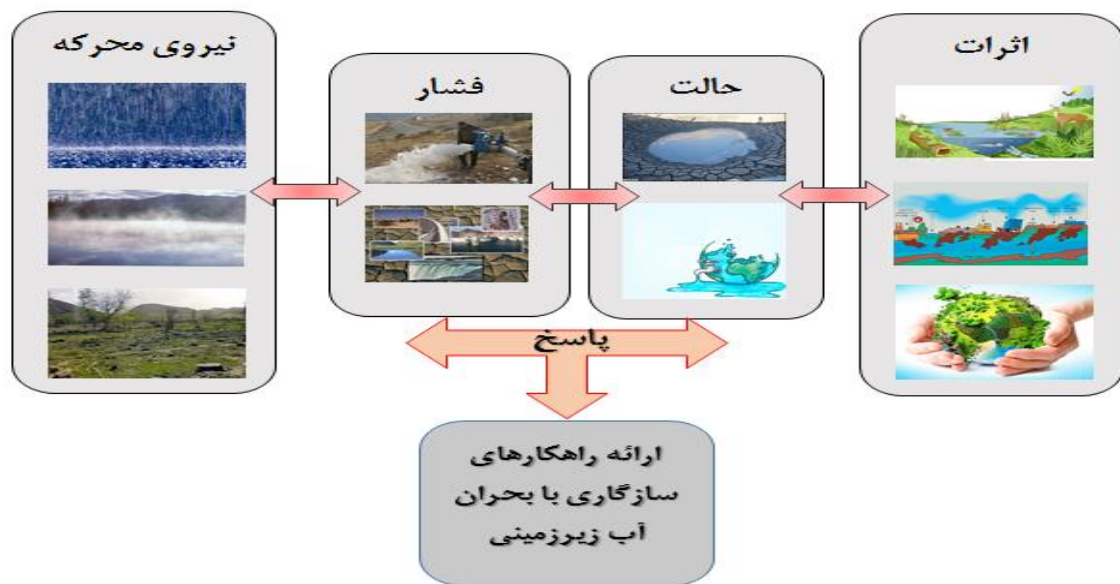 نیروی محرکه
فشار
حالت
اثرات
پاسخ
ارائه راهکارهای
سازگاری با بحران
آب زیرزمینی